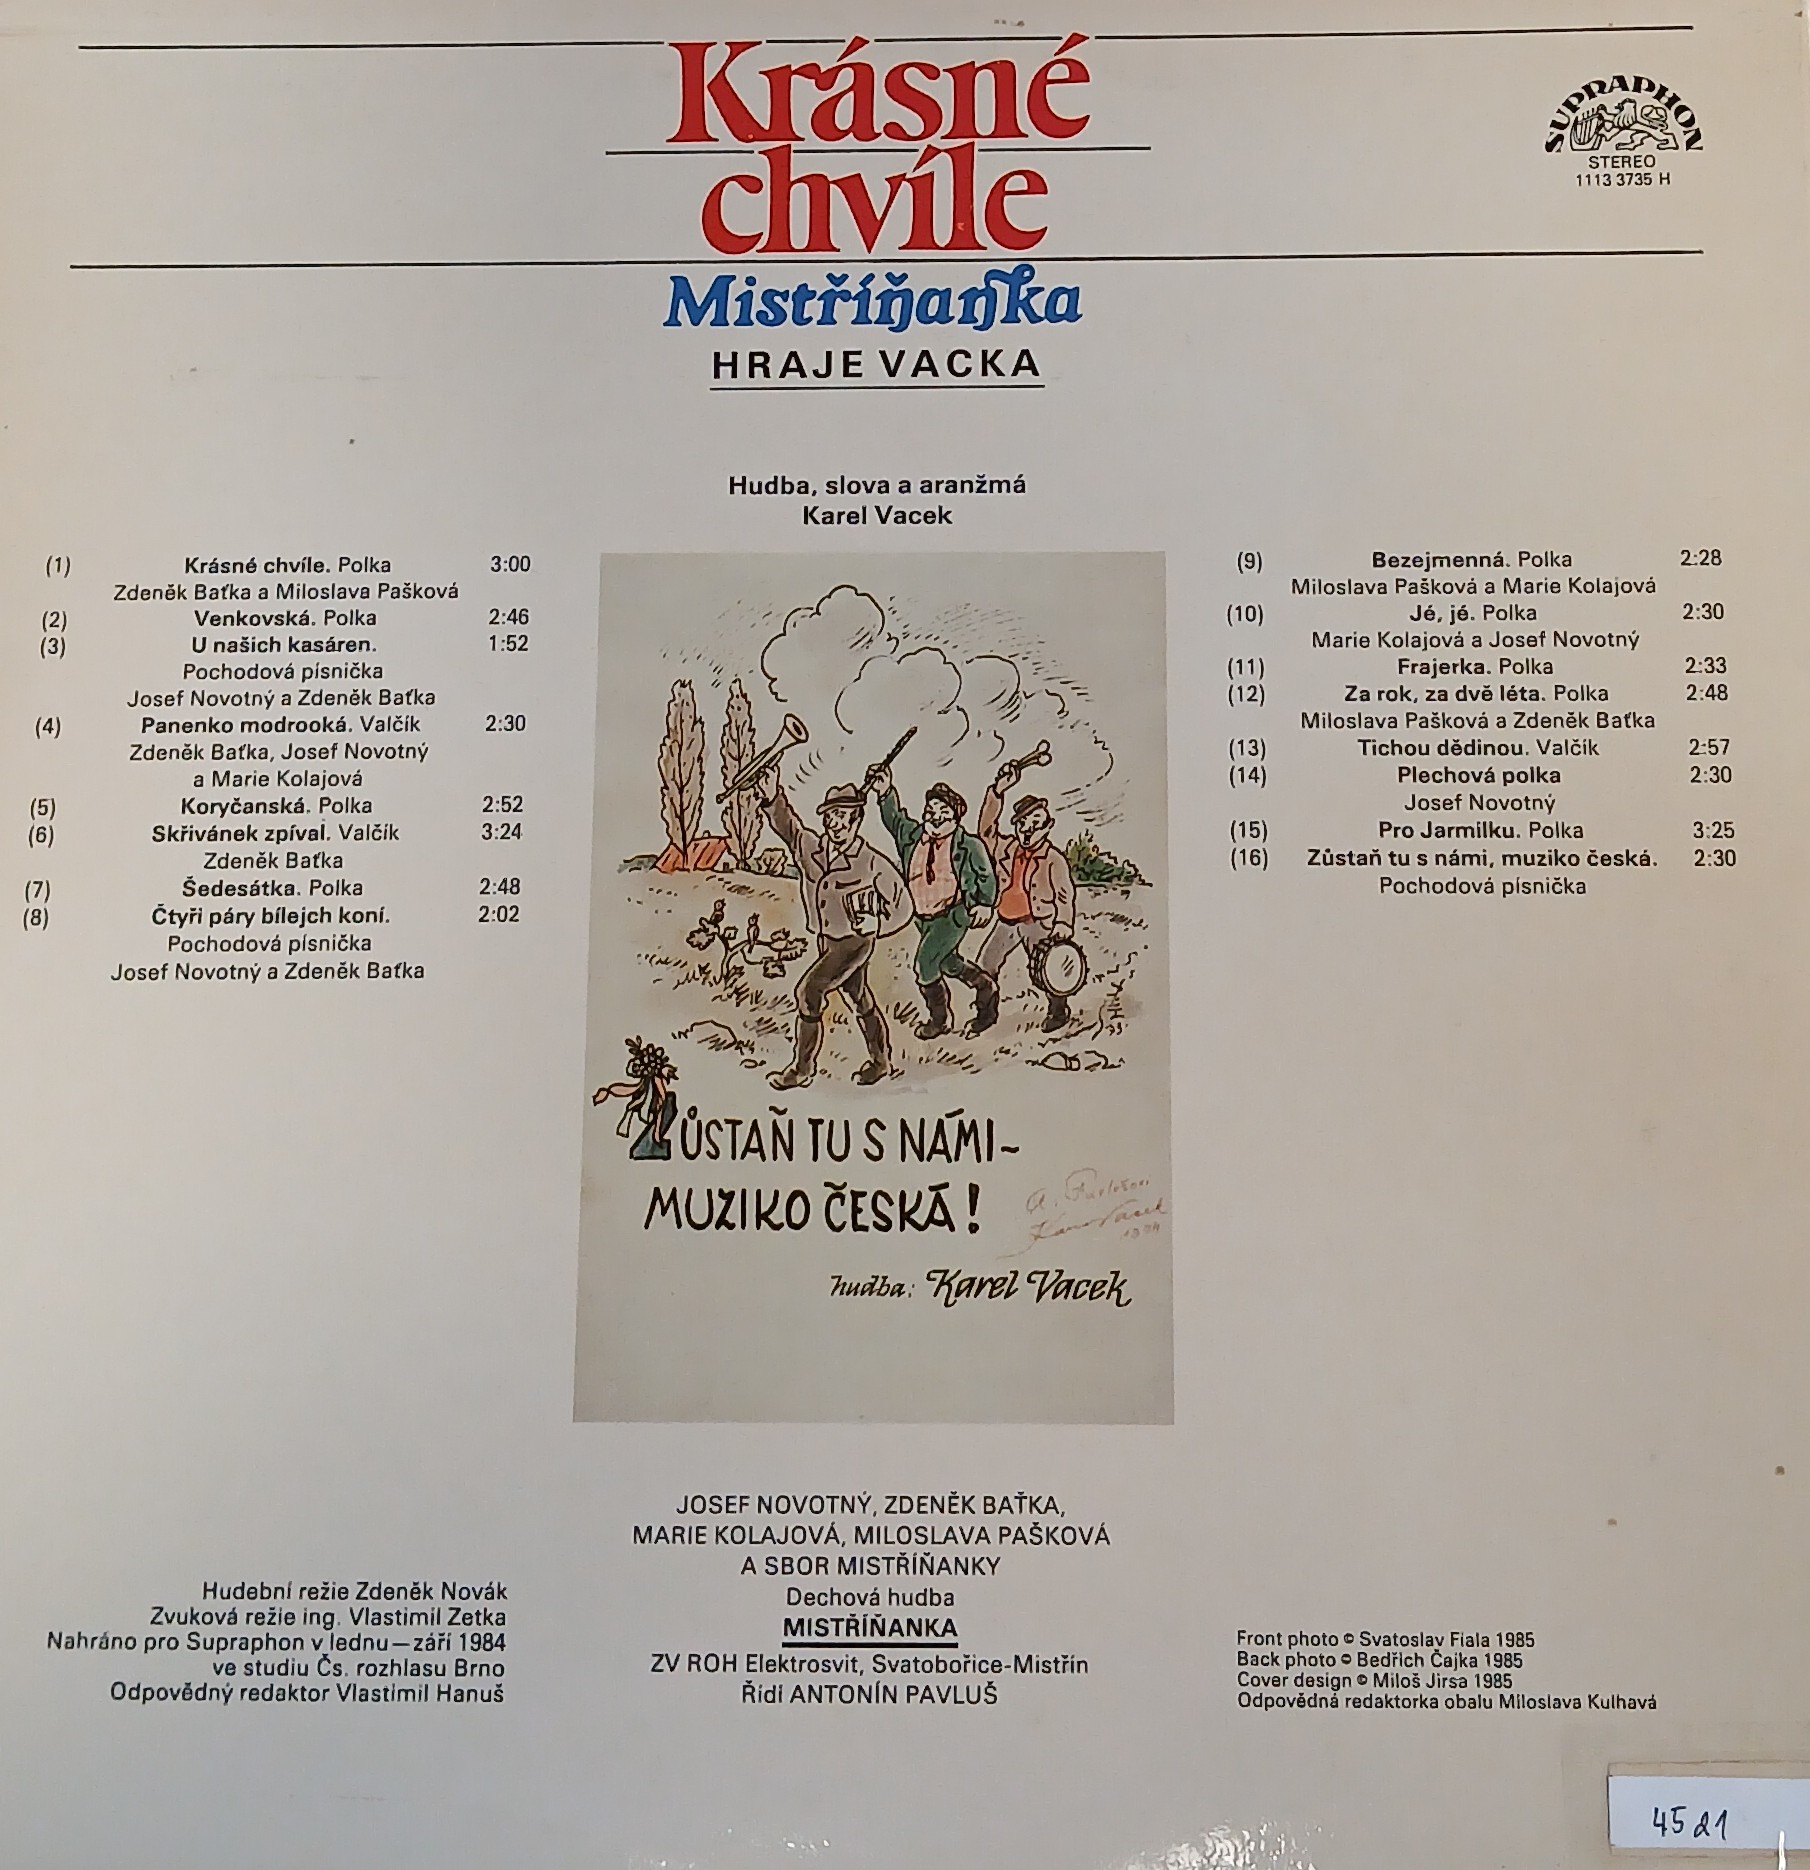 Krásné
chvíle
Mistříňanka
HRAJE VACKA
SUPRAPHON
STEREO
1113 3735 H
Hudba, slova a aranžmá
Karel Vacek
(1) Krásné chvíle. Polka 3:00
Zdeněk Baťka a Miloslava Pašková
(2) Venkovská. Polka 2:46
(3) U našich kasáren. 1:52
Pochodová písnička
Josef Novotný a Zdeněk Baťka
(4) Panenko modrooká. Valčík 2:30
Zdeněk Baťka, Josef Novotný
a Marie Kolajová
(5) Koryčanská. Polka 2:52
(6) Skřivánek zpíval. Valčík 3:24
Zdeněk Baťka
(7) Šedesátka. Polka 2:48
(8) Čtyři páry bílejch koní. 2:02
Pochodová písnička
Josef Novotný a Zdeněk Baťka
(9) Bezejmenná. Polka 2:28
Miloslava Pašková a Marie Kolajová
(10) Jé, jé. Polka 2:30
Marie Kolajová a Josef Novotný
(11) Frajerka. Polka 2:33
(12) Za rok, za dvě léta. Polka 2:48
Miloslava Pašková a Zdeněk Baťka
(13) Tichou dědinou. Valčík 2:57
(14) Plechová polka 2:30
Josef Novotný
(15) Pro Jarmilku. Polka 3:25
(16) Zůstaň tu s námi, muziko česká. 2:30
Pochodová písnička
ZŮSTAŇ TU S NÁMI-
MUZIKO ČESKÁ!
hudba: Karel Vacek
JOSEF NOVOTNÝ, ZDENĚK BAŤKA,
MARIE KOLAJOVÁ, MILOSLAVA PAŠKOVÁ
A SBOR MISTŘÍŇANKY
Dechová hudba
MISTŘÍŇANKA
ZV ROH Elektrosvit, Svatobořice-Mistřín
Řídí ANTONÍN PAVLUŠ
Hudební režie Zdeněk Novák
Zvuková režie ing. Vlastimil Zetka
Nahráno pro Supraphon v lednu—září 1984
ve studiu Čs. rozhlasu Brno
Odpovědný redaktor Vlastimil Hanuš
Front photo © Svatoslav Fiala 1985
Back photo © Bedřich Čajka 1985
Cover design © Miloš Jirsa 1985
Odpovědná redaktorka obalu Miloslava Kulhavá
4521